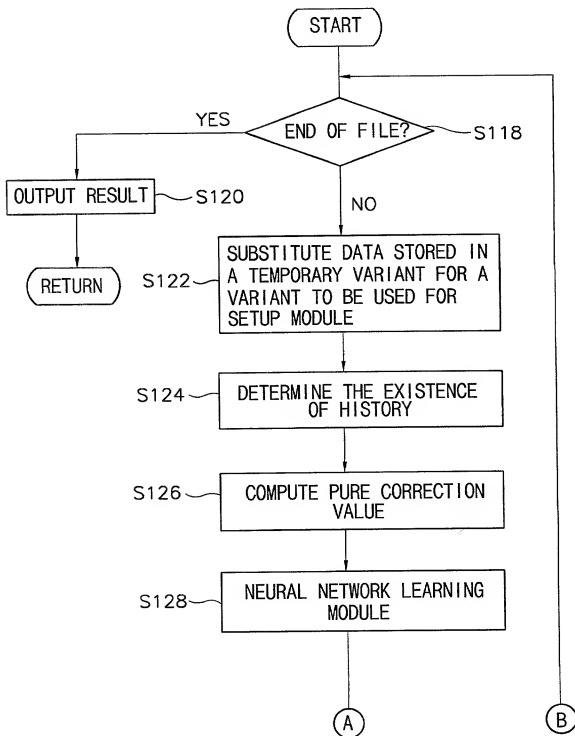 START
YES
END OF FILE?
S118
OUTPUT RESULT
S120
NO
RETURN
S122
SUBSTITUTE DATA STORED IN
A TEMPORARY VARIANT FOR A
VARIANT TO BE USED FOR
SETUP MODULE
S124
DETERMINE THE EXISTENCE
OF HISTORY
S126
COMPUTE PURE CORRECTION
VALUE
S128
NEURAL NETWORK LEARNING
MODULE
A
B